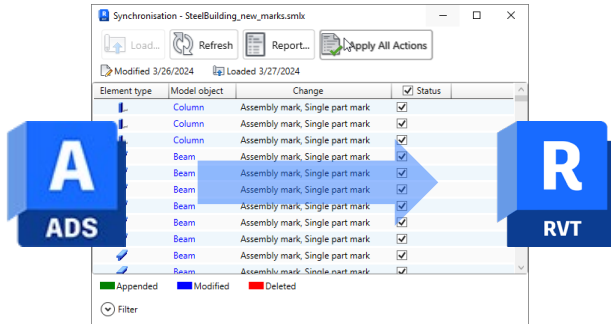 Synchronisation - SteelBuilding_new_marks.smlx
Load... Refresh Report... Apply All Actions
Modified 3/26/2024 Loaded 3/27/2024
Element type Model object Change Status
Column Assembly mark, Single part mark
Column Assembly mark, Single part mark
Column Assembly mark, Single part mark
Beam Assembly mark, Single part mark
Beam Assembly mark, Single part mark
Beam Assembly mark, Single part mark
Beam Assembly mark, Single part mark
Beam Assembly mark, Single part mark
Beam Assembly mark, Single part mark
Beam Assembly mark, Single part mark
Beam Assembly mark, Single part mark
A
ADS
R
RVT
Appended Modified Deleted
Filter